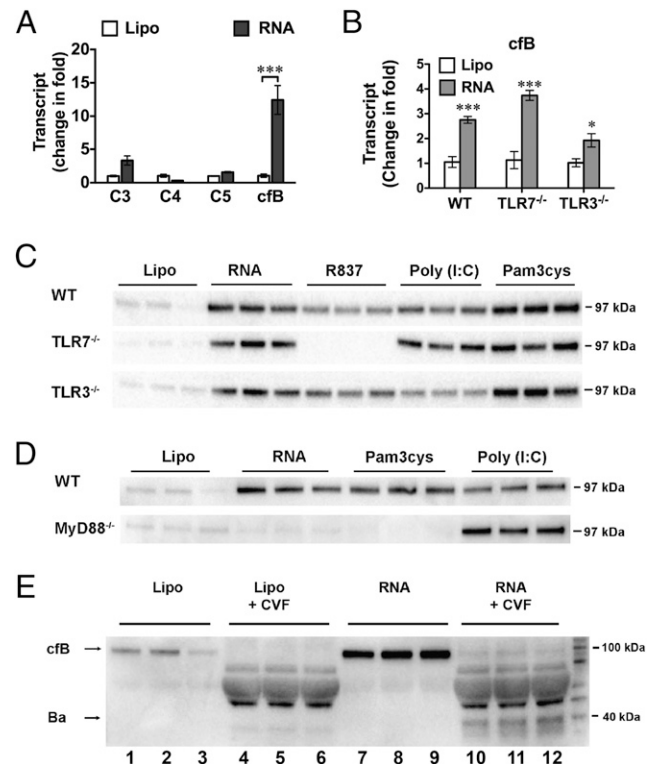 A
Lipo RNA
Transcript
(change in fold)
20
15
10
5
0
***
C3 C4 C5 cfB
B
cfB
Lipo
RNA
Transcript
(Change in fold)
5
4
3
2
1
0
*** *** *
WT TLR7-/- TLR3-/-
C
Lipo RNA R837 Poly (I:C) Pam3cys
WT
97 kDa
TLR7-/-
97 kDa
TLR3-/-
97 kDa
D
Lipo RNA Pam3cys Poly (I:C)
WT
97 kDa
MyD88-/-
97 kDa
E
Lipo Lipo + CVF RNA RNA + CVF
cfB
100 kDa
Ba
40 kDa
1 2 3 4 5 6 7 8 9 10 11 12